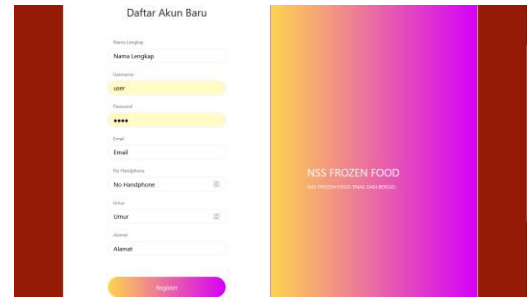 Daftar Akun Baru
Nama Lengkap
Nama Lengkap
Username
user
Password
••••
Email
Email
No Handphone
No Handphone
Umur
Umur
Alamat
Alamat
Register
NSS FROZEN FOOD
NSS FROZEN FOOD ENAK DAN BERGIZI